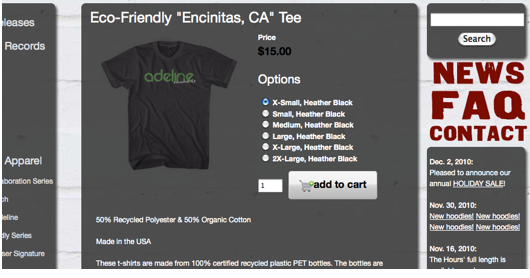 eleases
Records
Apparel
aboration Series
ch
deline
dly Series
iser Signature
Eco-Friendly "Encinitas, CA" Tee
adeline
Price
$15.00
Options
X-Small, Heather Black
Small, Heather Black
Medium, Heather Black
Large, Heather Black
X-Large, Heather Black
2X-Large, Heather Black
1
add to cart
50% Recycled Polyester & 50% Organic Cotton
Made in the USA
These t-shirts are made from 100% certified recycled plastic PET bottles. The bottles are
Search
NEWS
FAQ
CONTACT
Dec. 2, 2010:
Pleased to announce our
annual HOLIDAY SALE!
Nov. 30, 2010:
New hoodies! New hoodies!
New hoodies! New hoodies!
Nov. 16, 2010:
The Hours' full length is